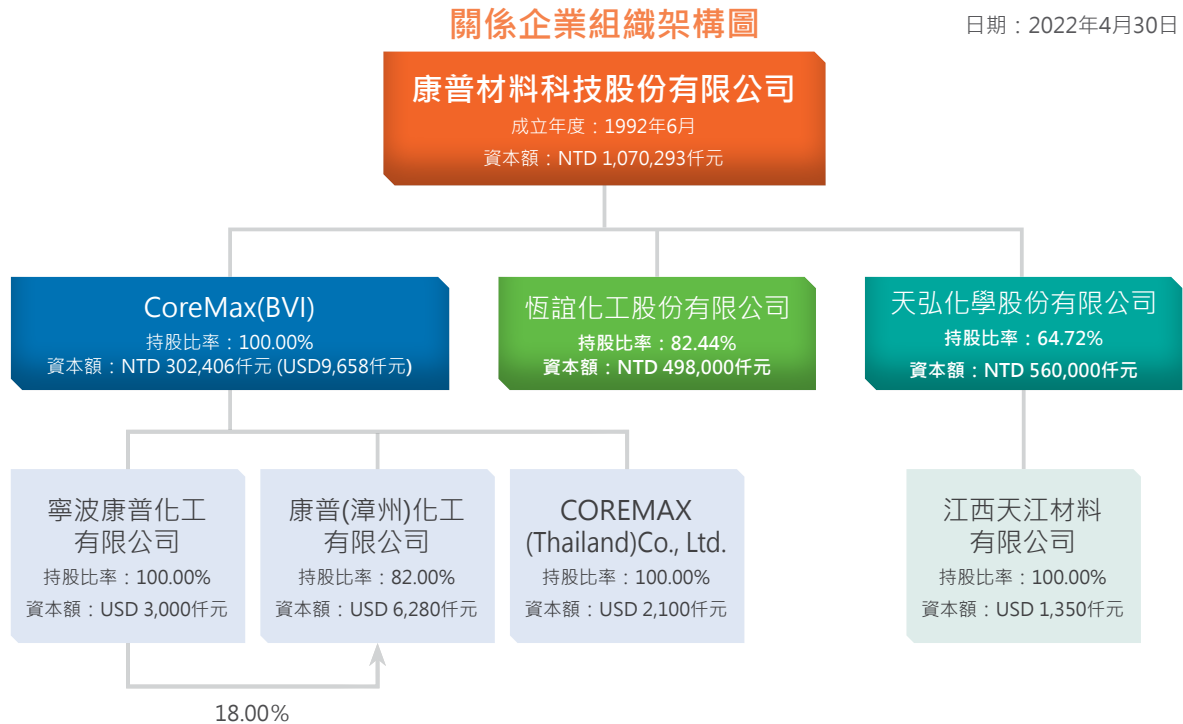 關係企業組織架構圖
日期：2022年4月30日
康普材料科技股份有限公司
成立年度：1992年6月
資本額：NTD 1,070,293仟元
CoreMax(BVI)
持股比率：100.00%
資本額：NTD 302,406仟元 (USD9,658仟元)
恆誼化工股份有限公司
持股比率：82.44%
資本額：NTD 498,000仟元
天弘化學股份有限公司
持股比率：64.72%
資本額：NTD 560,000仟元
寧波康普化工
有限公司
持股比率：100.00%
資本額：USD 3,000仟元
康普(漳州)化工
有限公司
持股比率：82.00%
資本額：USD 6,280仟元
COREMAX
(Thailand)Co., Ltd.
持股比率：100.00%
資本額：USD 2,100仟元
江西天江材料
有限公司
持股比率：100.00%
資本額：USD 1,350仟元
18.00%